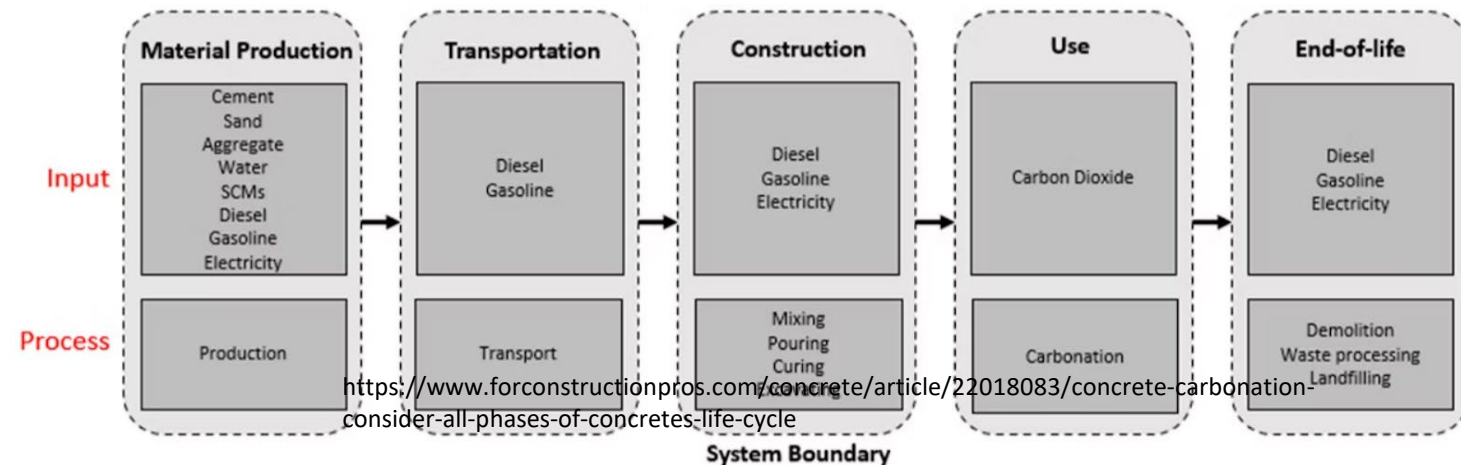 Material Production
Cement
Sand
Aggregate
Water
SCMs
Diesel
Gasoline
Electricity
Production
Transportation
Diesel
Gasoline
Transport
Construction
Diesel
Gasoline
Electricity
Mixing
Pouring
Curing
Excavating
Use
Carbon Dioxide
Carbonation
End-of-life
Diesel
Gasoline
Electricity
Demolition
Waste processing
Landfilling
Input
Process
https://www.forconstructionpros.com/concrete/article/22018083/concrete-carbonation-
consider-all-phases-of-concretes-life-cycle
System Boundary